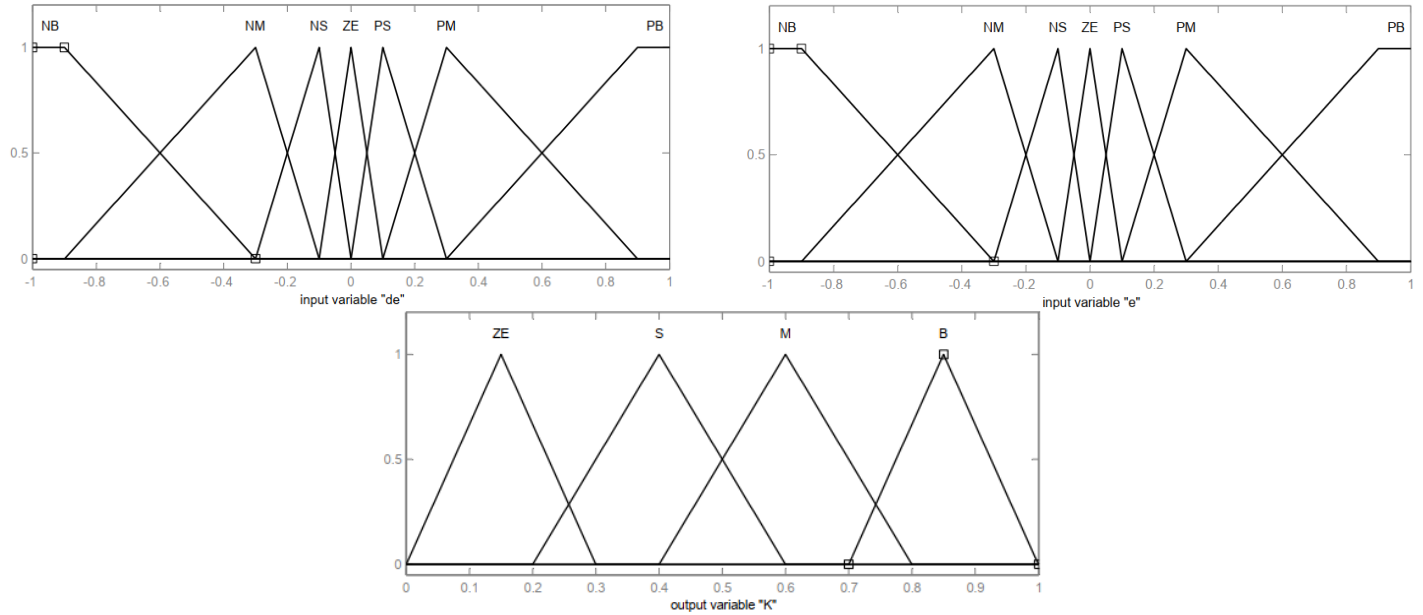 NB NM NS ZE PS PM PB
1
0.5
0
-1 -0.8 -0.6 -0.4 -0.2 0 0.2 0.4 0.6 0.8 1
input variable "de"
NB NM NS ZE PS PM PB
1
0.5
0
-1 -0.8 -0.6 -0.4 -0.2 0 0.2 0.4 0.6 0.8 1
input variable "e"
ZE S M B
1
0.5
0
0 0.1 0.2 0.3 0.4 0.5 0.6 0.7 0.8 0.9 1
output variable "K"